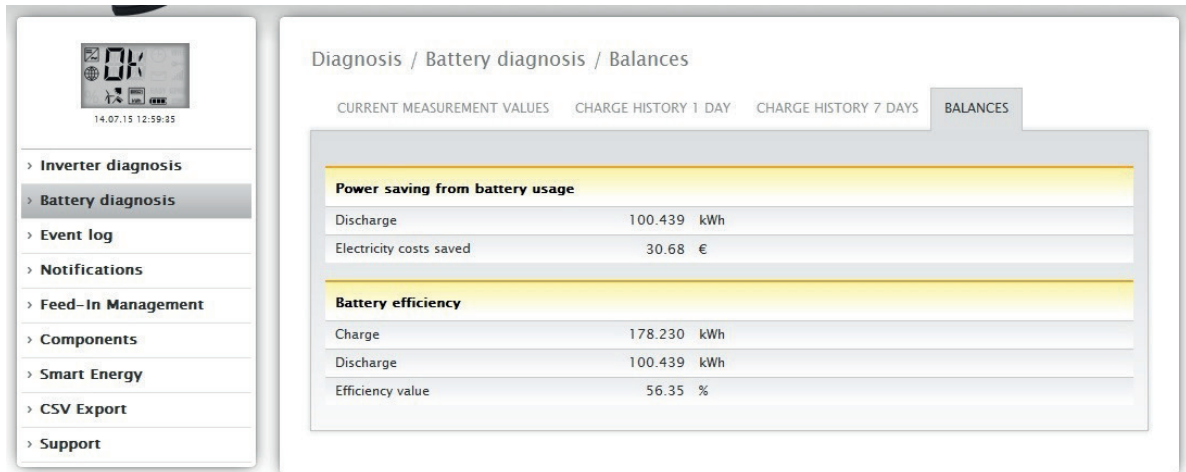 OK
14.07.15 12:59:35
› Inverter diagnosis
› Battery diagnosis
› Event log
› Notifications
› Feed-In Management
› Components
› Smart Energy
› CSV Export
› Support
Diagnosis / Battery diagnosis / Balances
CURRENT MEASUREMENT VALUES CHARGE HISTORY 1 DAY CHARGE HISTORY 7 DAYS BALANCES
Power saving from battery usage
Discharge 100.439 kWh
Electricity costs saved 30.68 €
Battery efficiency
Charge 178.230 kWh
Discharge 100.439 kWh
Efficiency value 56.35 %